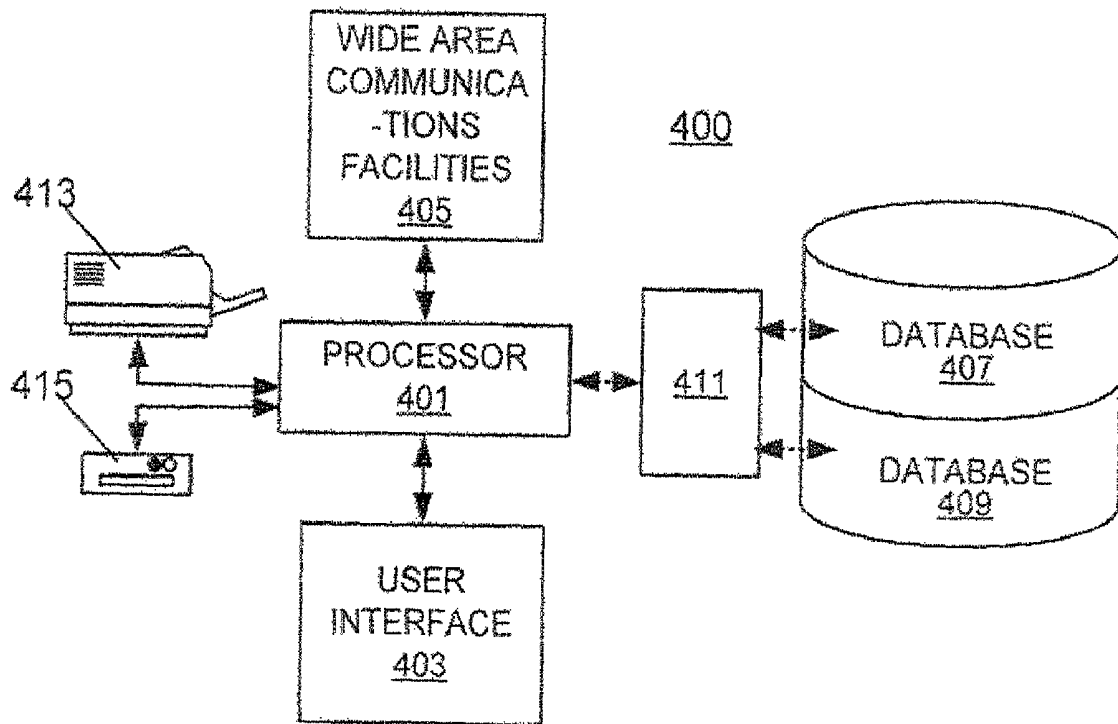 WIDE AREA
COMMUNICA
-TIONS
FACILITIES
405
400
413
415
PROCESSOR
401
411
DATABASE
407
DATABASE
409
USER
INTERFACE
403